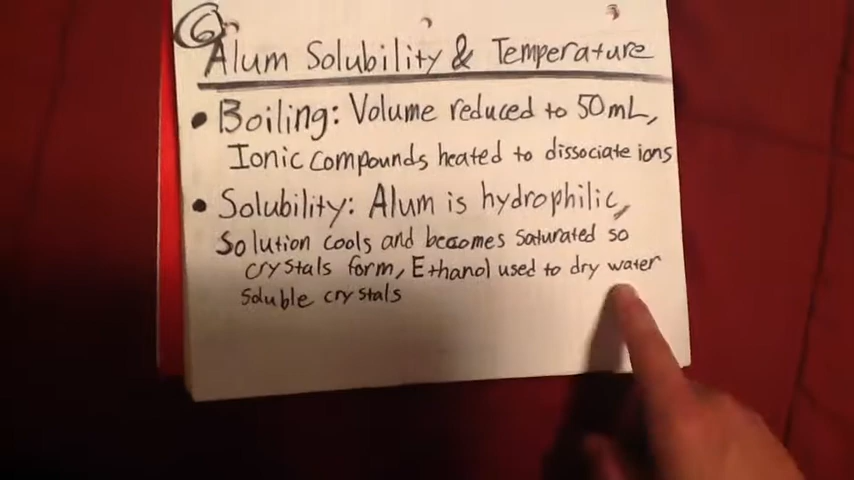 6
Alum Solubility & Temperature
• Boiling: Volume reduced to 50mL,
Ionic compounds heated to dissociate ions
• Solubility: Alum is hydrophilic,
Solution cools and becomes saturated so
crystals form, Ethanol used to dry water
soluble crystals